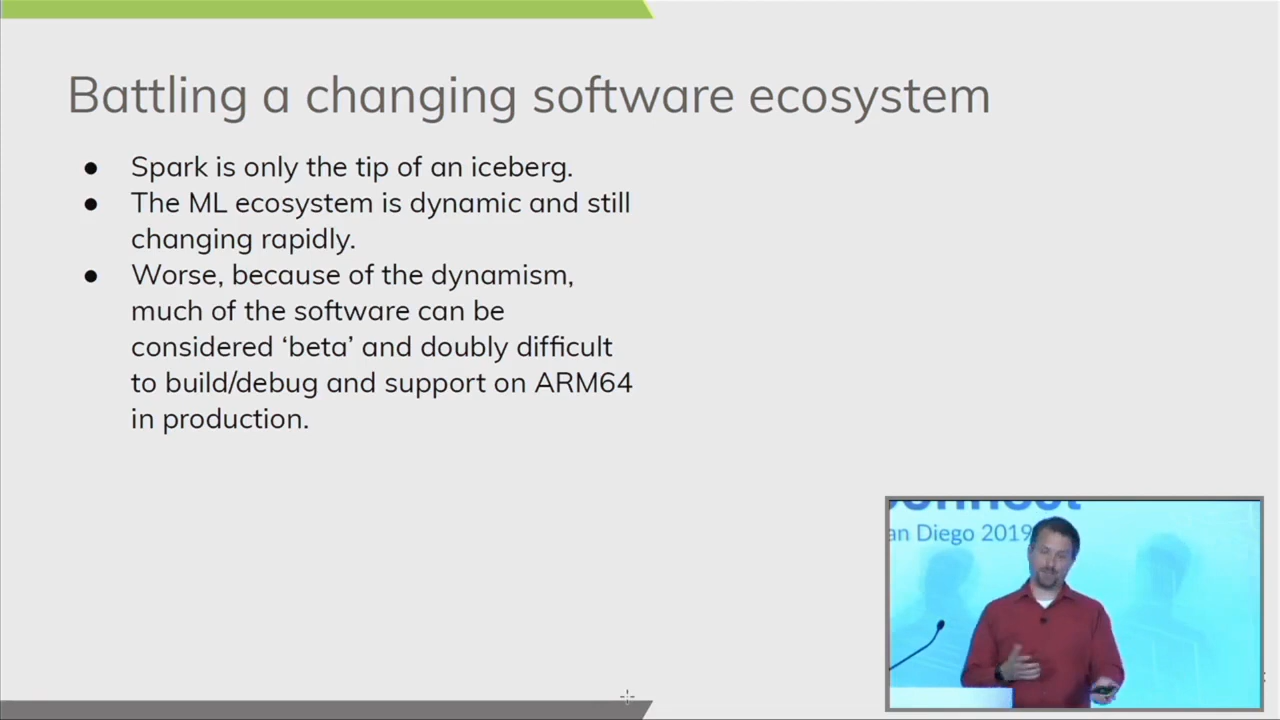 Battling a changing software ecosystem
● Spark is only the tip of an iceberg.
● The ML ecosystem is dynamic and still
changing rapidly.
● Worse, because of the dynamism,
much of the software can be
considered ‘beta’ and doubly difficult
to build/debug and support on ARM64
in production.
an Diego 2019